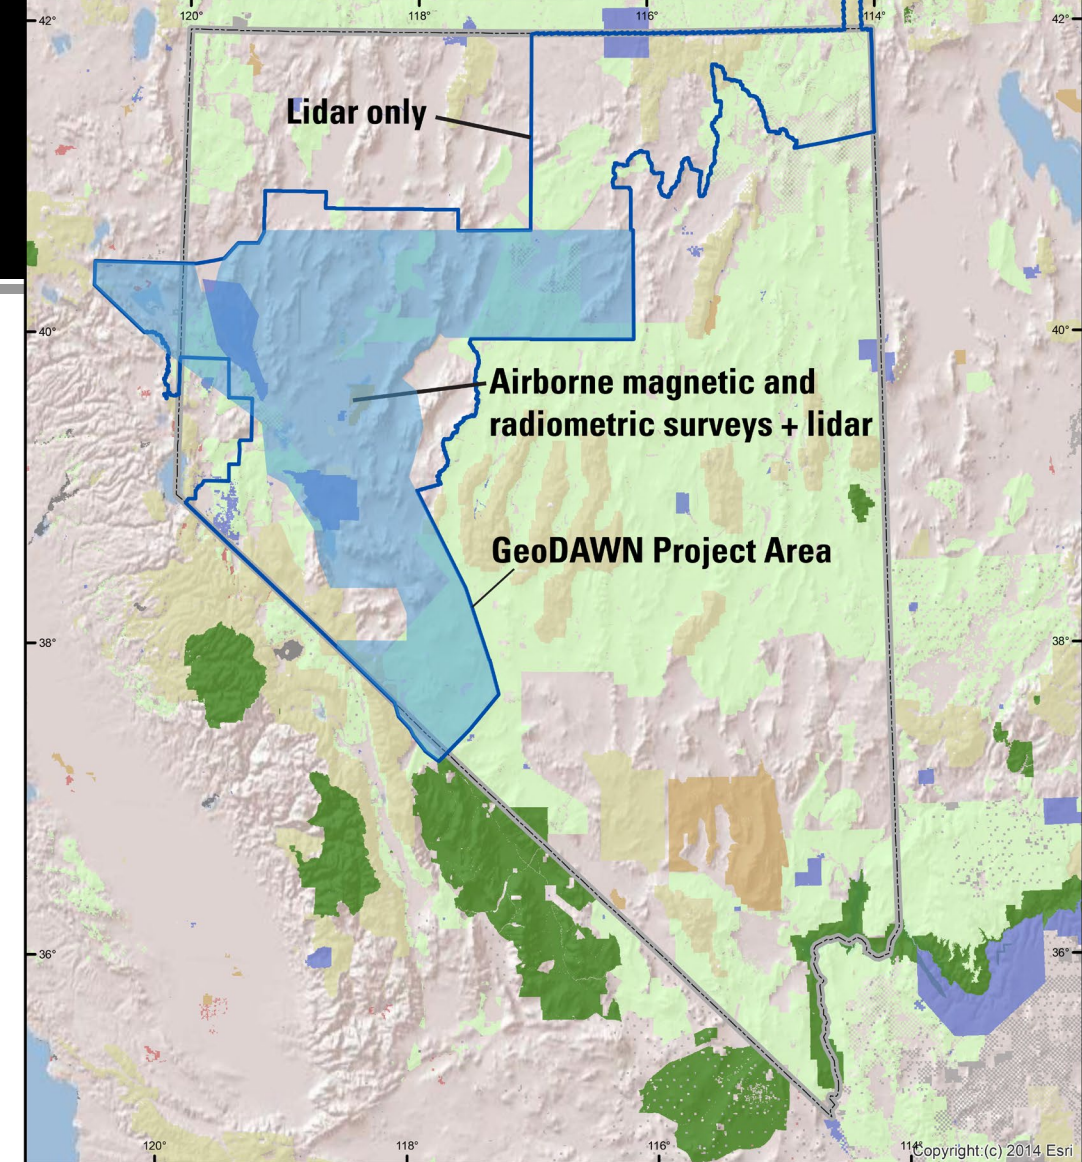 120° 118° 116° 114°
42° 42°
Lidar only
40° 40°
Airborne magnetic and
radiometric surveys + lidar
GeoDAWN Project Area
38° 38°
36° 36°
120° 118° 116° 114°
Copyright:(c) 2014 Esri